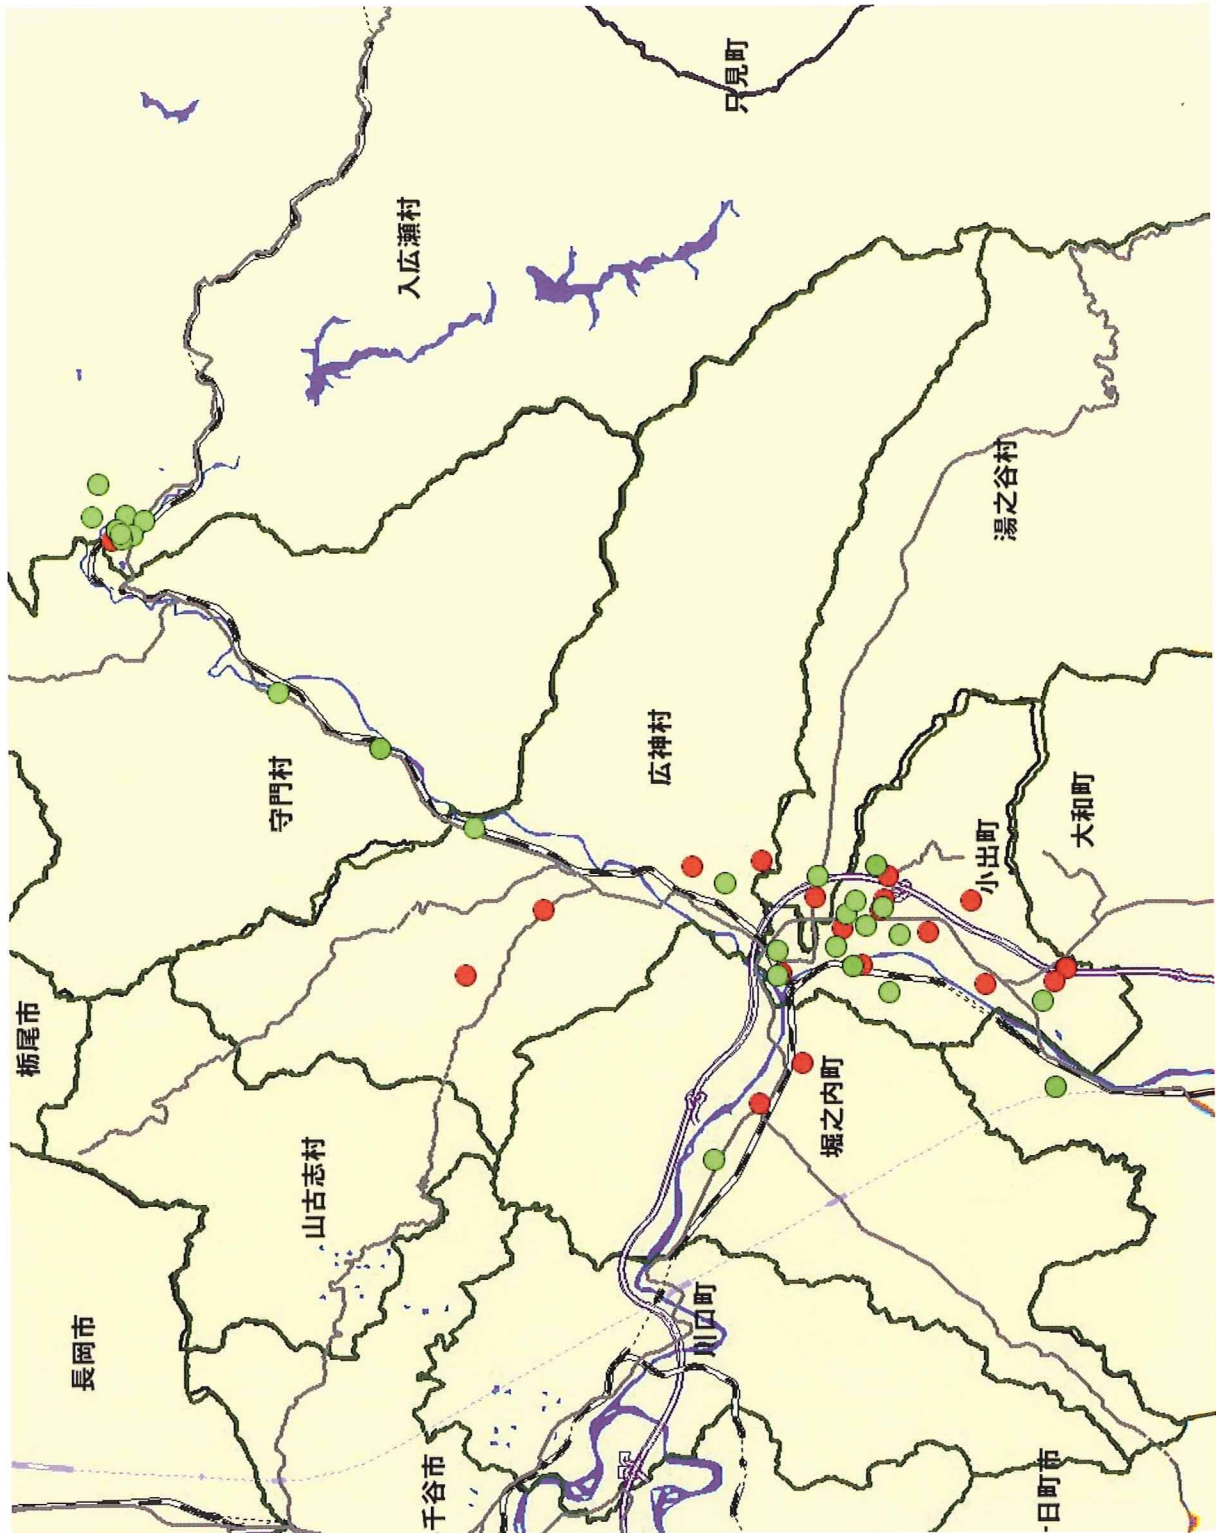 長岡市
栃尾市
山古志村
守門村
入広瀬村
千谷市
川口町
広神村
只見町
堀之内町
日町市
小出町
湯之谷村
大和町